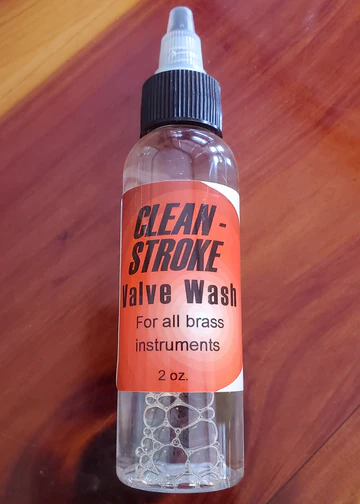 CLEAN -
STROKE
Valve Wash
For all brass
instruments
2 oz.